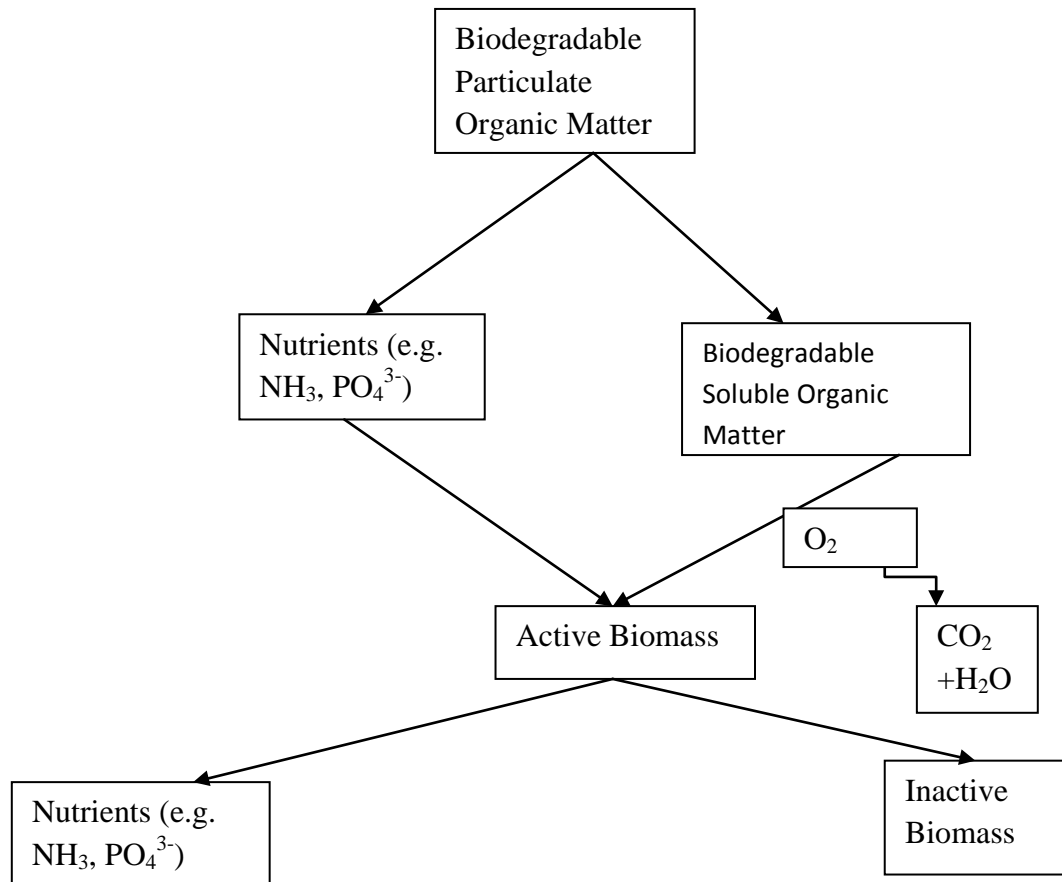 Biodegradable
Particulate
Organic Matter
Nutrients (e.g.
NH₃, PO₄³⁻)
Biodegradable
Soluble Organic
Matter
O₂
Active Biomass
CO₂
+H₂O
Nutrients (e.g.
NH₃, PO₄³⁻)
Inactive
Biomass